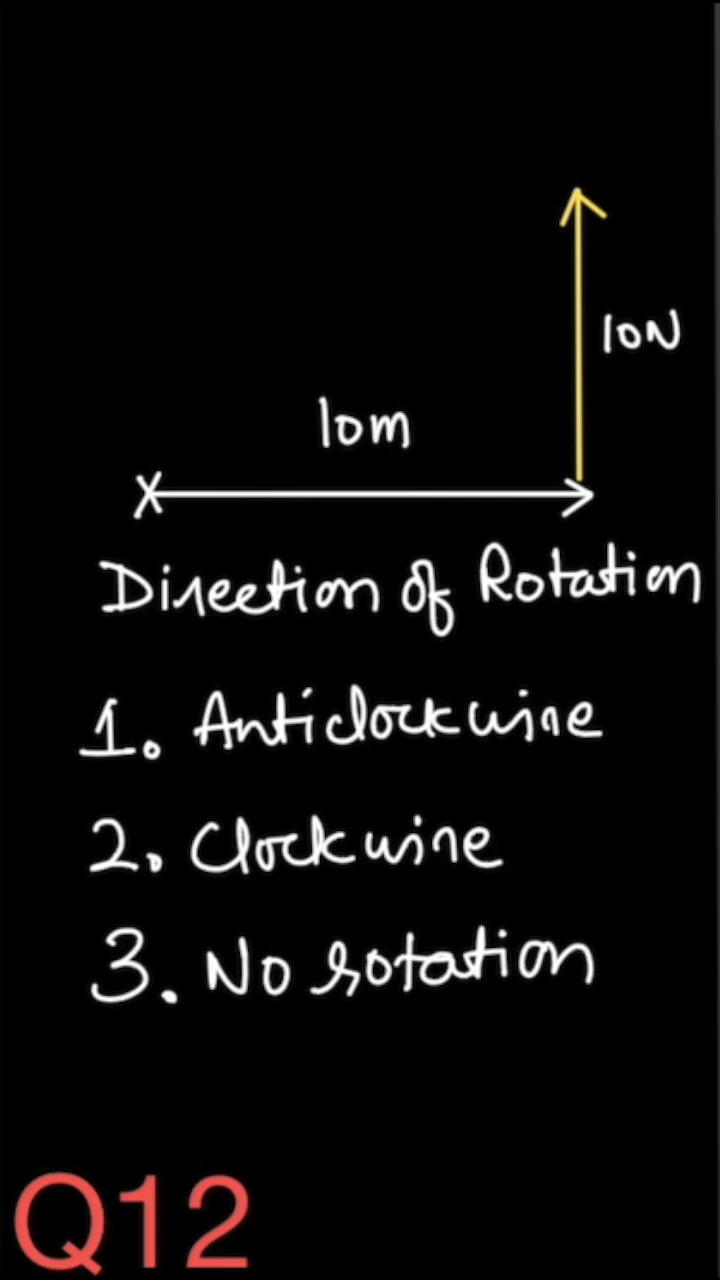 10N
10m
X
Direction of Rotation
1. Anticlockwise
2. Clockwise
3. No rotation
Q12